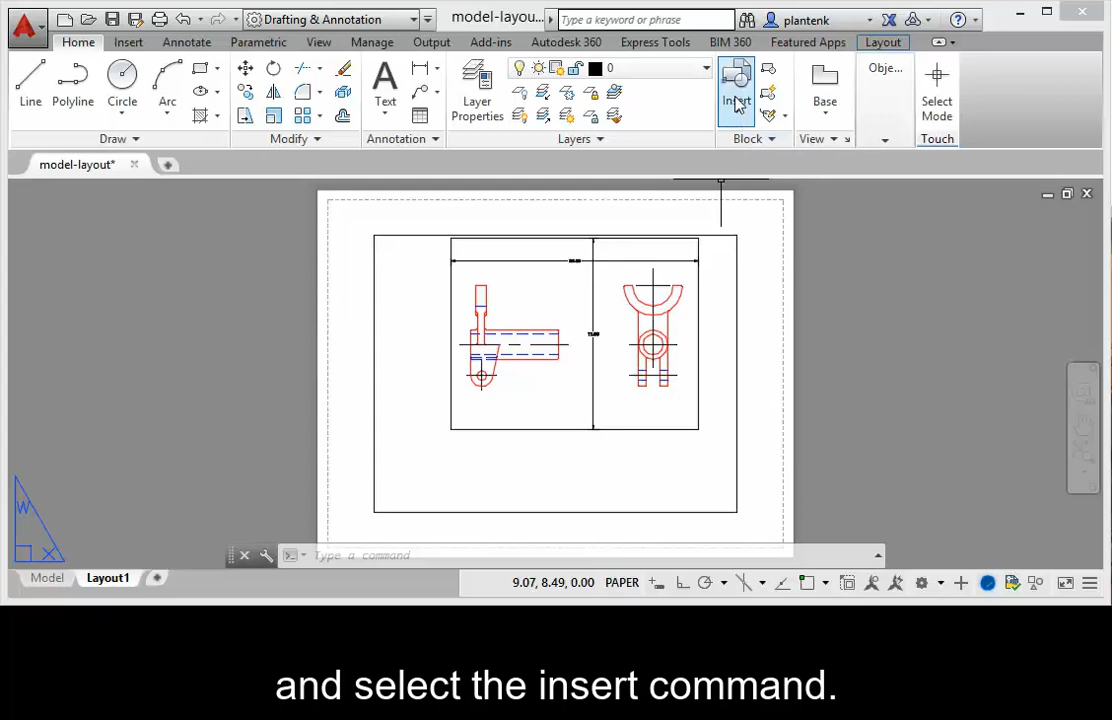 Drafting & Annotation
model-layou...
Type a keyword or phrase
plantenk
Home
Insert
Annotate
Parametric
View
Manage
Output
Add-ins
Autodesk 360
Express Tools
BIM 360
Featured Apps
Layout
Line
Polyline
Circle
Arc
Text
Layer
Properties
0
Insert
Base
Obje...
Select
Mode
Draw
Modify
Annotation
Layers
Block
View
Touch
model-layout*
W
X
Type a command
Model
Layout1
9.07, 8.49, 0.00 PAPER
and select the insert command.